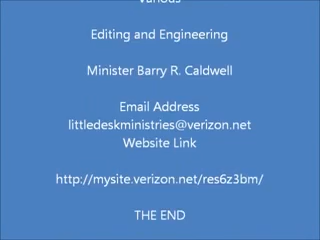 Various
Editing and Engineering
Minister Barry R. Caldwell
Email Address
littledeskministries@verizon.net
Website Link
http://mysite.verizon.net/res6z3bm/
THE END